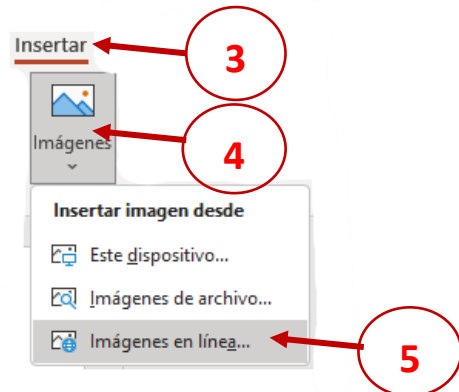 Insertar
3
Imágenes
4
Insertar imagen desde
Este dispositivo...
Imágenes de archivo...
Imágenes en línea...
5